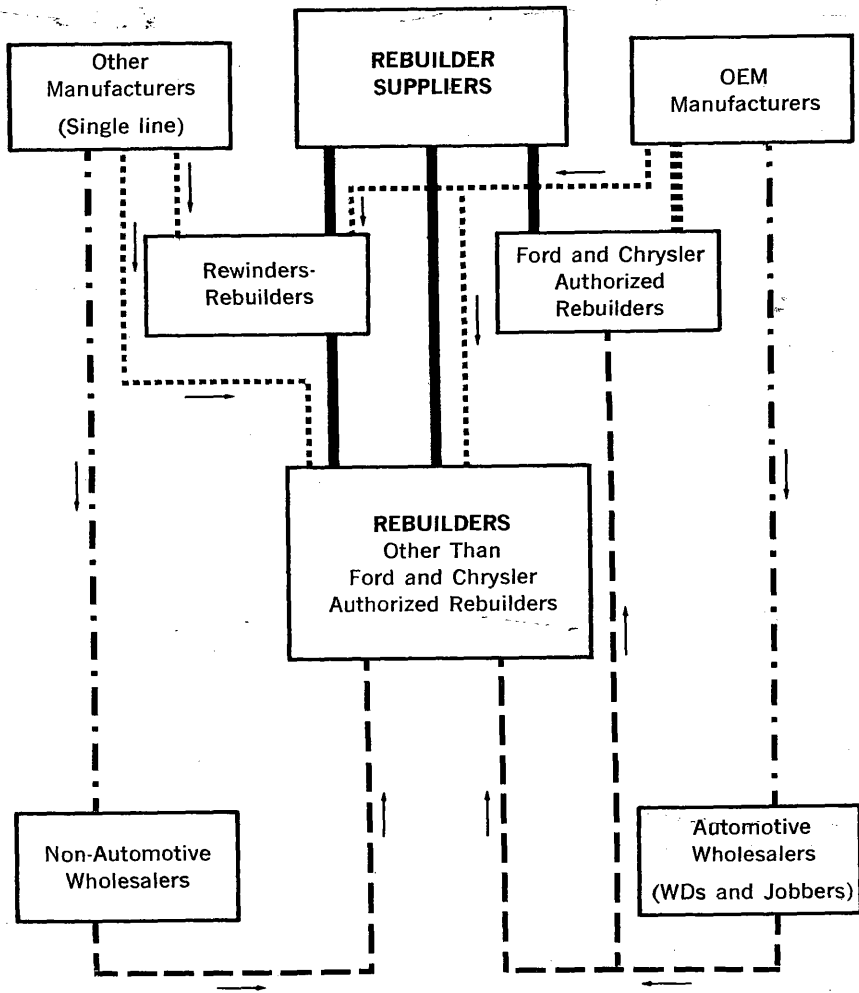 Other
Manufacturers
(Single line)
REBUILDER
SUPPLIERS
OEM
Manufacturers
Rewinders-
Rebuilders
Ford and Chrysler
Authorized
Rebuilders
REBUILDERS
Other Than
Ford and Chrysler
Authorized Rebuilders
Non-Automotive
Wholesalers
Automotive
Wholesalers
(WDs and Jobbers)